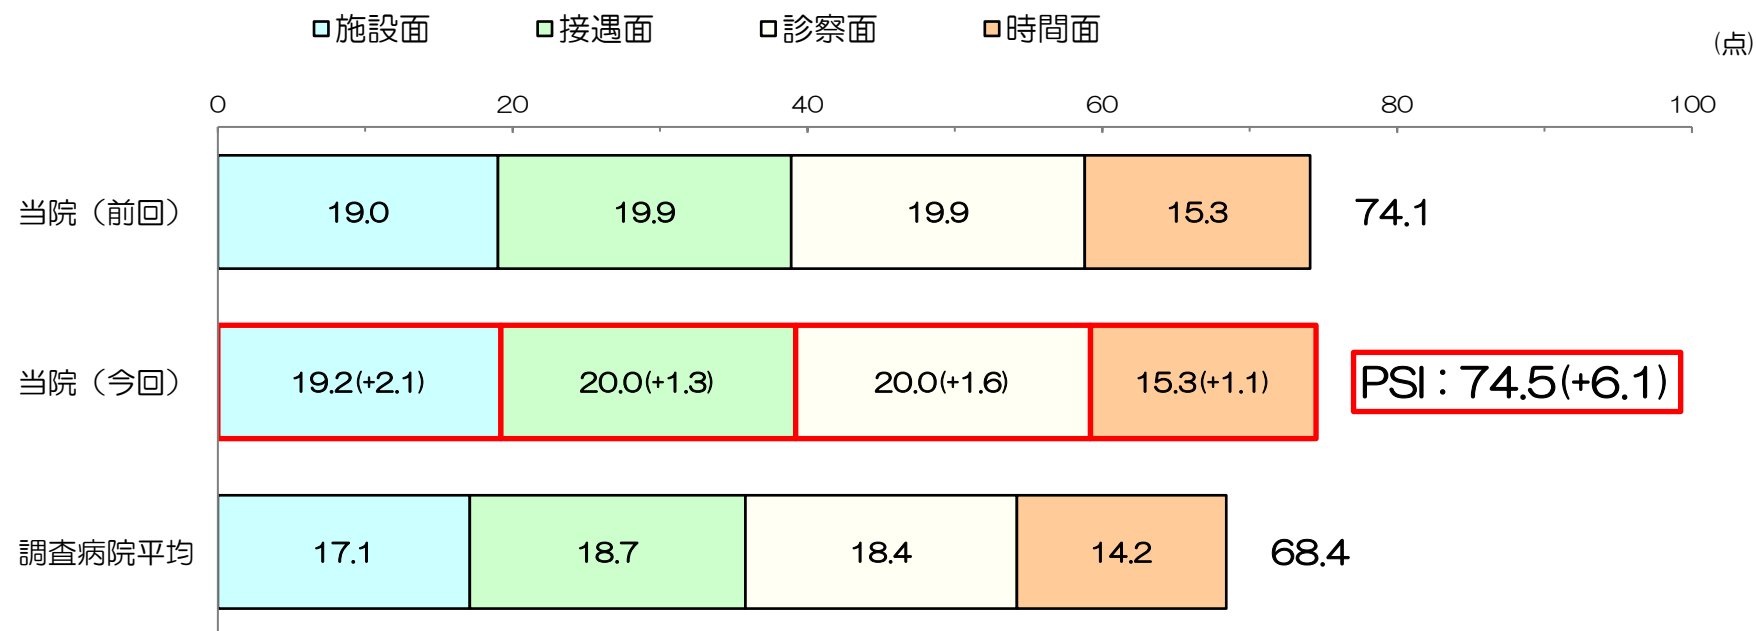 施設面 接遇面 診察面 時間面
(点)
0 20 40 60 80 100
当院（前回） 19.0 19.9 19.9 15.3 74.1
当院（今回） 19.2(+2.1) 20.0(+1.3) 20.0(+1.6) 15.3(+1.1) PSI：74.5(+6.1)
調査病院平均 17.1 18.7 18.4 14.2 68.4